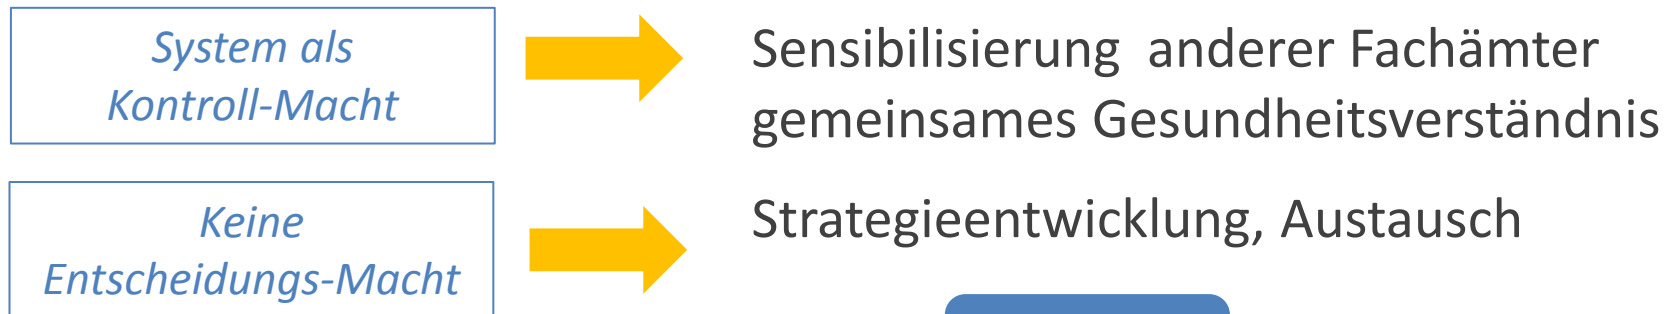 System als
Kontroll-Macht
Sensibilisierung anderer Fachämter
gemeinsames Gesundheitsverständnis
Keine
Entscheidungs-Macht
Strategieentwicklung, Austausch